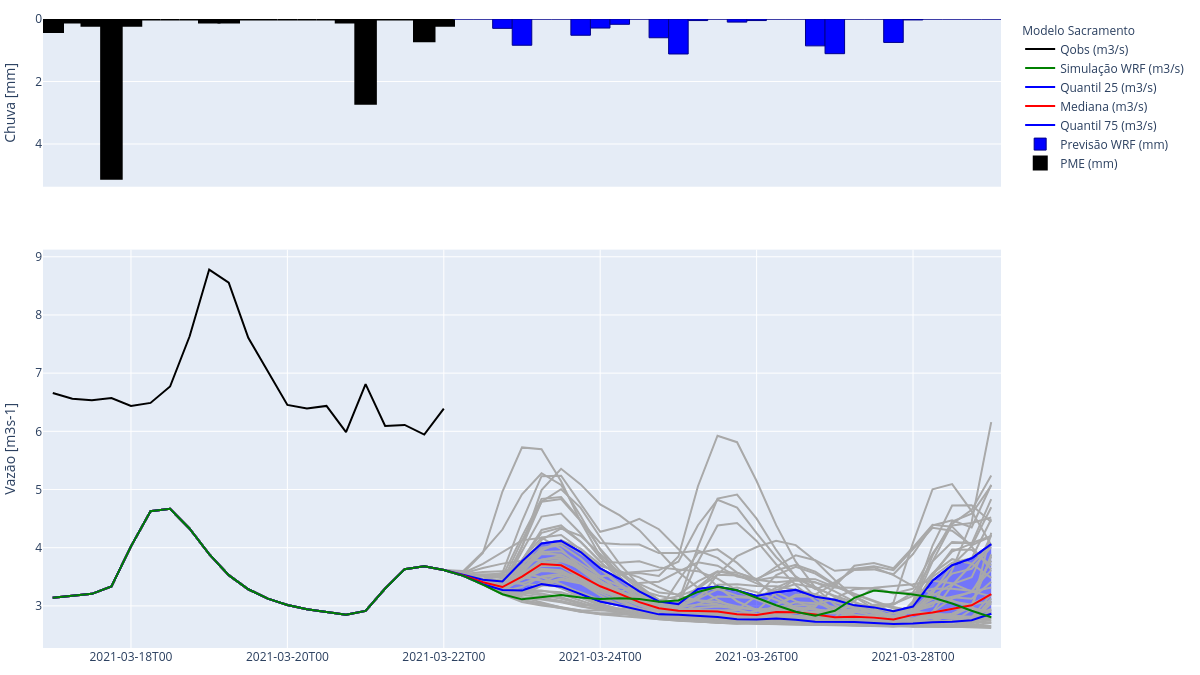 0
2
4
Chuva [mm]
Modelo Sacramento
Qobs (m3/s)
Simulação WRF (m3/s)
Quantil 25 (m3/s)
Mediana (m3/s)
Quantil 75 (m3/s)
Previsão WRF (mm)
PME (mm)
9
8
7
6
5
4
3
Vazão [m3s-1]
2021-03-18T00 2021-03-20T00 2021-03-22T00 2021-03-24T00 2021-03-26T00 2021-03-28T00